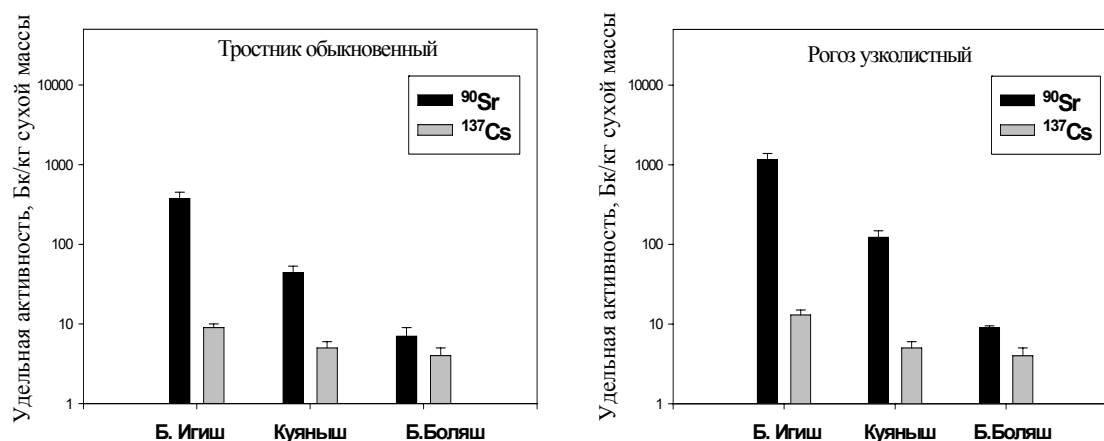 Удельная активность, Бк/кг сухой массы
Тростник обыкновенный
⁹⁰Sr
¹³⁷Cs
10000
1000
100
10
1
Б. Игиш
Куяныш
Б.Боляш
Удельная активность, Бк/кг сухой массы
Рогоз узколистный
⁹⁰Sr
¹³⁷Cs
10000
1000
100
10
1
Б. Игиш
Куяныш
Б.Боляш